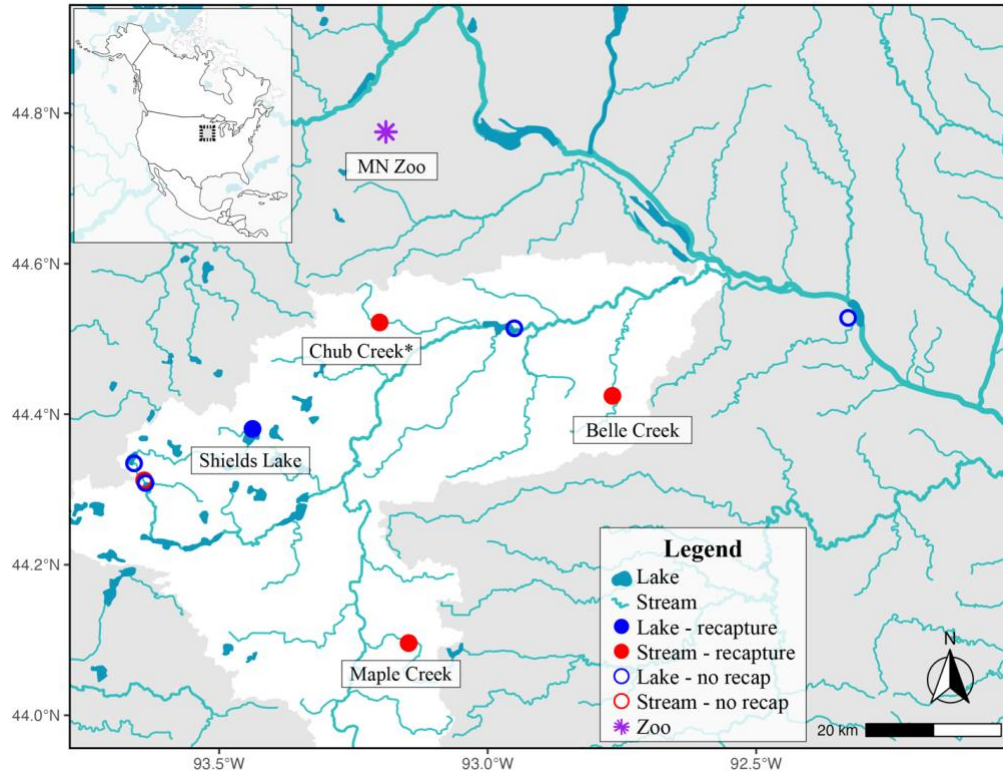 44.8°N
44.6°N
44.4°N
44.2°N
44.0°N
MN Zoo
Chub Creek*
Belle Creek
Shields Lake
Maple Creek
Legend
Lake
Stream
Lake - recapture
Stream - recapture
Lake - no recap
Stream - no recap
Zoo
N
20 km
93.5°W
93.0°W
92.5°W